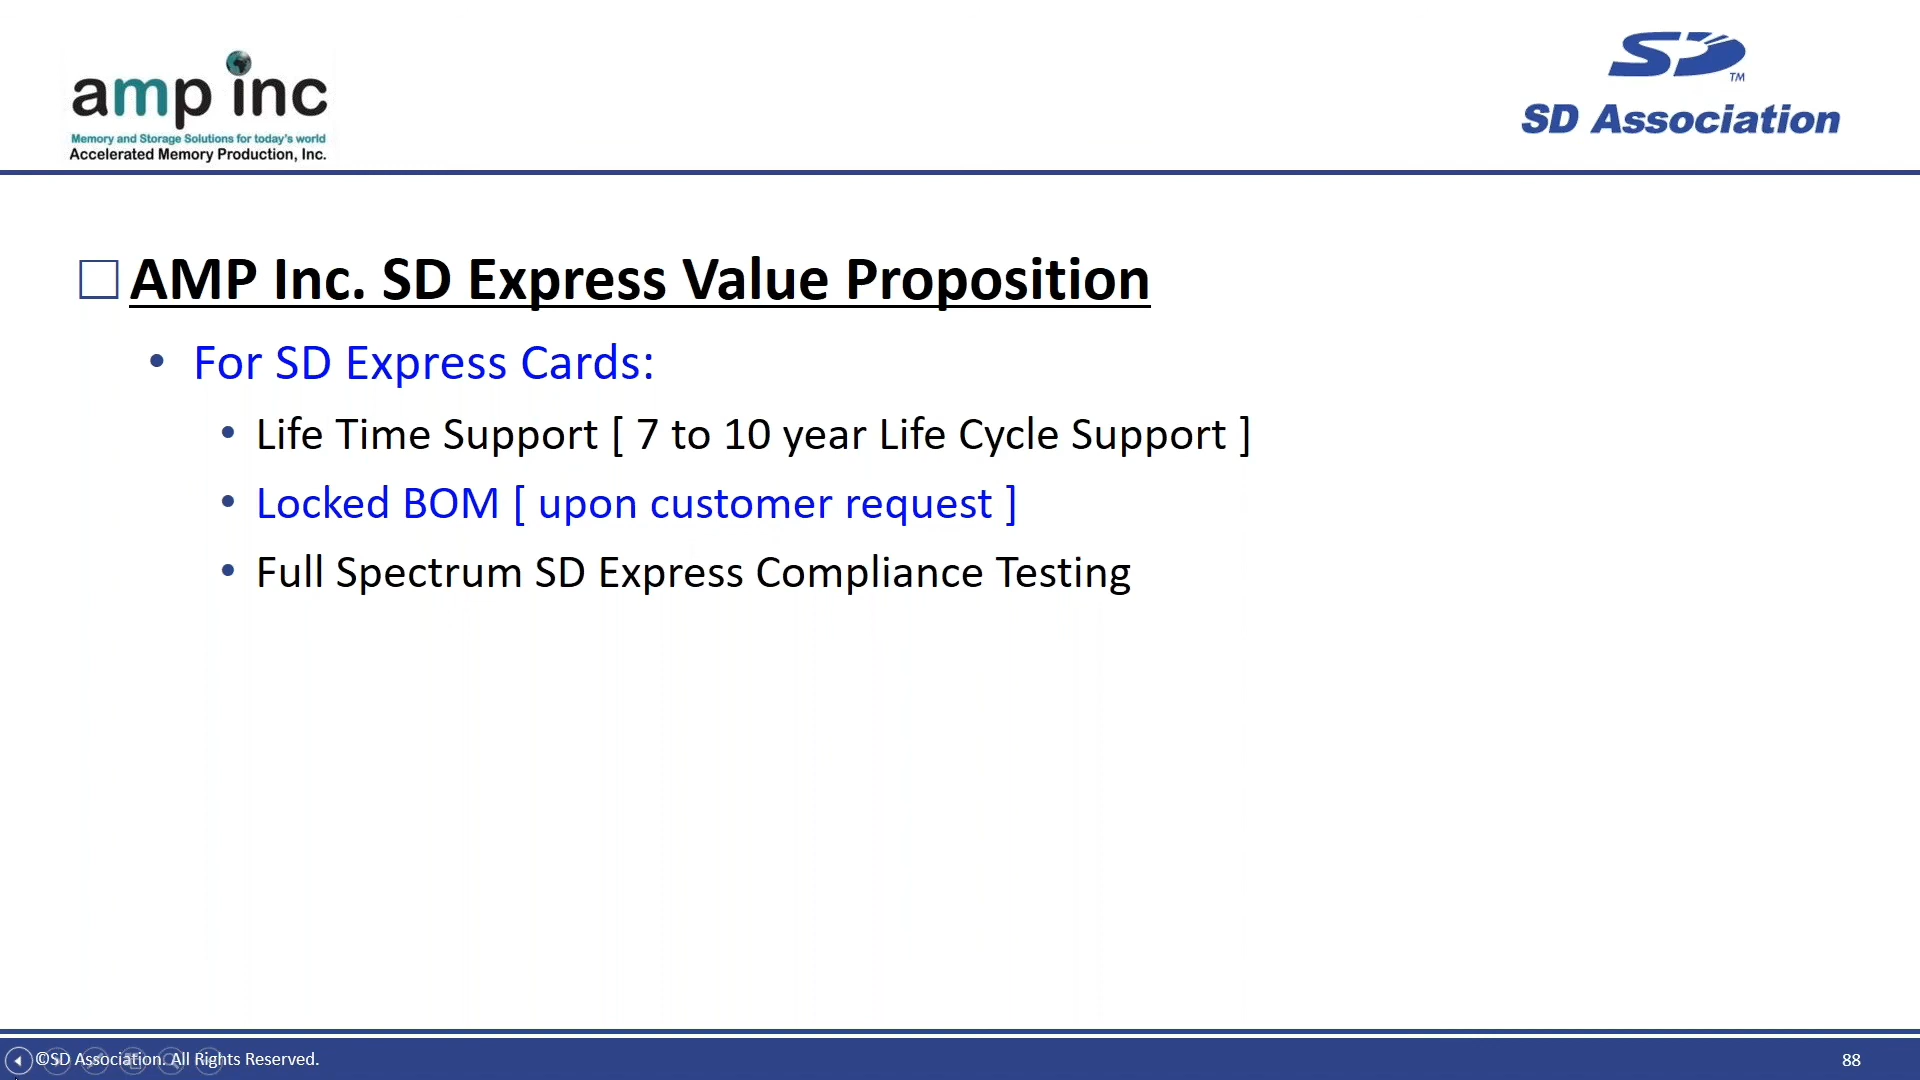 amp inc
Memory and Storage Solutions for today's world
Accelerated Memory Production, Inc.
SD TM
SD Association
AMP Inc. SD Express Value Proposition
• For SD Express Cards:
• Life Time Support [ 7 to 10 year Life Cycle Support ]
• Locked BOM [ upon customer request ]
• Full Spectrum SD Express Compliance Testing
©SD Association. All Rights Reserved.
88